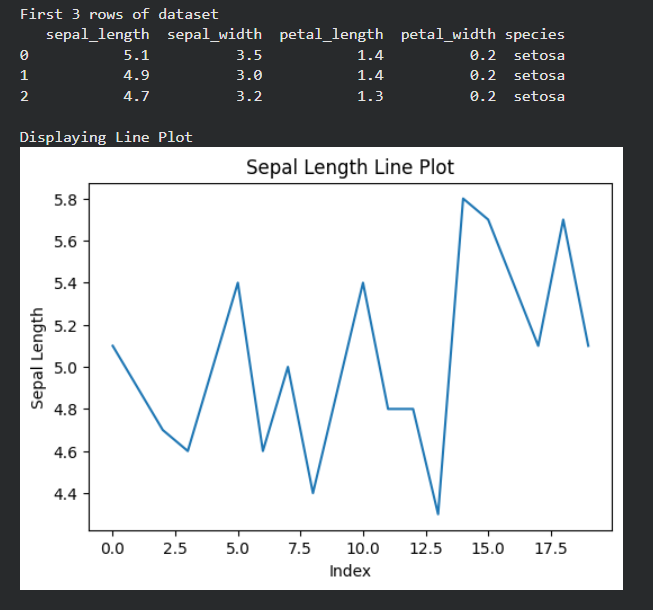 First 3 rows of dataset
sepal_length sepal_width petal_length petal_width species
0 5.1 3.5 1.4 0.2 setosa
1 4.9 3.0 1.4 0.2 setosa
2 4.7 3.2 1.3 0.2 setosa
Displaying Line Plot
Sepal Length Line Plot
5.8
5.6
5.4
5.2
5.0
4.8
4.6
4.4
Sepal Length
0.0 2.5 5.0 7.5 10.0 12.5 15.0 17.5
Index